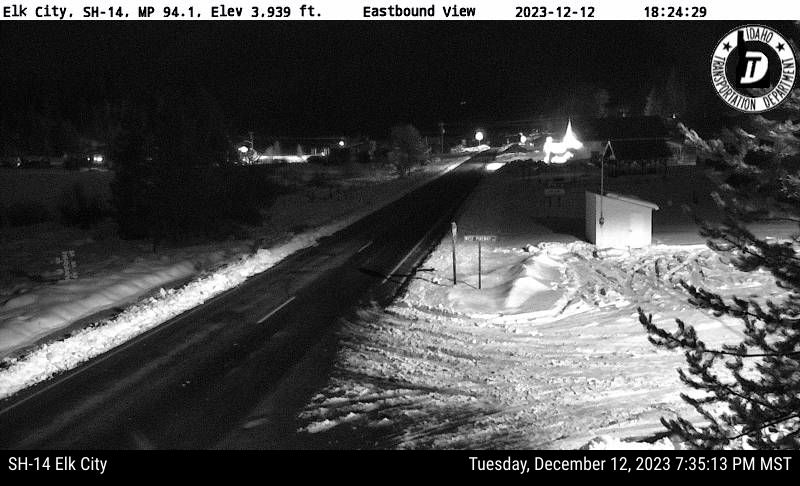 Elk City, SH-14, MP 94.1, Elev 3,939 ft. Eastbound View 2023-12-12 18:24:29
IDAHO
TRANSPORTATION DEPARTMENT
SH-14 Elk City Tuesday, December 12, 2023 7:35:13 PM MST